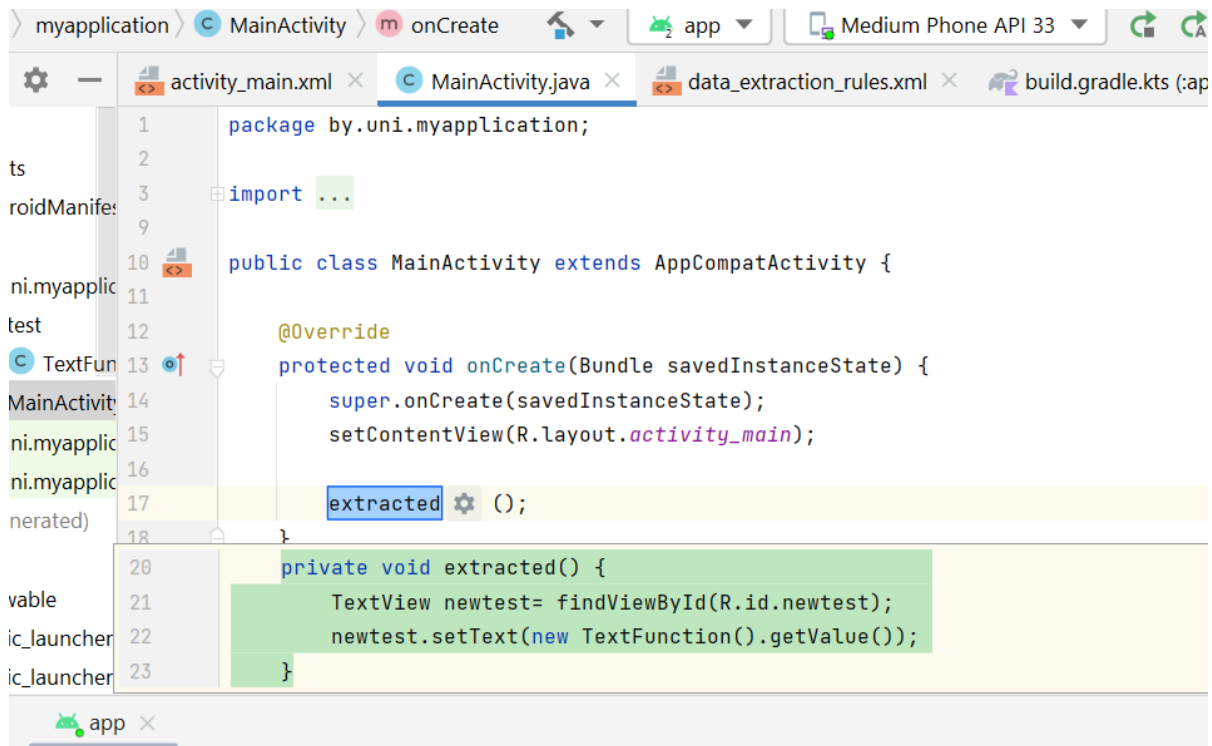 myapplication C MainActivity m onCreate app Medium Phone API 33
activity_main.xml C MainActivity.java data_extraction_rules.xml build.gradle.kts (:ap
ts
roidManifes
ni.myapplic
test
C TextFun
MainActivity
ni.myapplic
ni.myapplic
nerated)
wable
ic_launcher
ic_launcher
1 package by.uni.myapplication;
2
3 import ...
9
10 public class MainActivity extends AppCompatActivity {
11
12 @Override
13 protected void onCreate(Bundle savedInstanceState) {
14 super.onCreate(savedInstanceState);
15 setContentView(R.layout.activity_main);
16
17 extracted ();
18 }
20 private void extracted() {
21 TextView newtest= findViewById(R.id.newtest);
22 newtest.setText(new TextFunction().getValue());
23 }
app